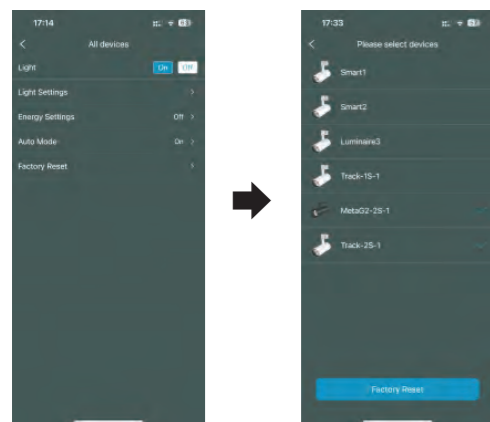 17:14
All devices
Light On Off
Light Settings
Energy Settings Off
Auto Mode On
Factory Reset
17:33
Please select devices
Smart1
Smart2
Luminaire3
Track-1S-1
MetaG2-2S-1
Track-2S-1
Factory Reset